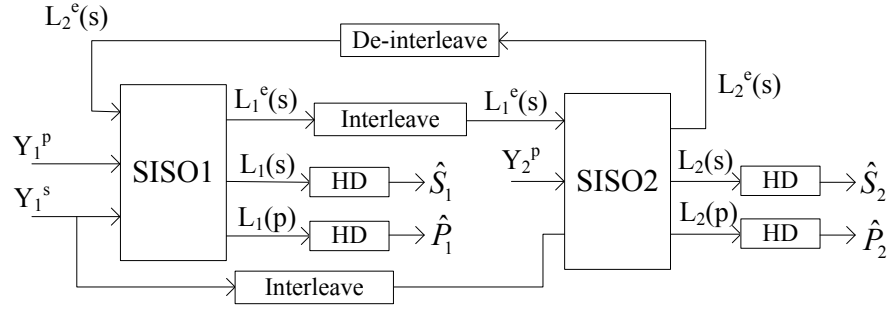 L₂ᵉ(s)
De-interleave
L₁ᵉ(s)
L₁ᵉ(s)
L₂ᵉ(s)
Interleave
Y₁ᵖ
SISO1
L₁(s)
HD
Ŝ₁
Y₂ᵖ
SISO2
L₂(s)
HD
Ŝ₂
Y₁ˢ
L₁(p)
HD
P̂₁
L₂(p)
HD
P̂₂
Interleave